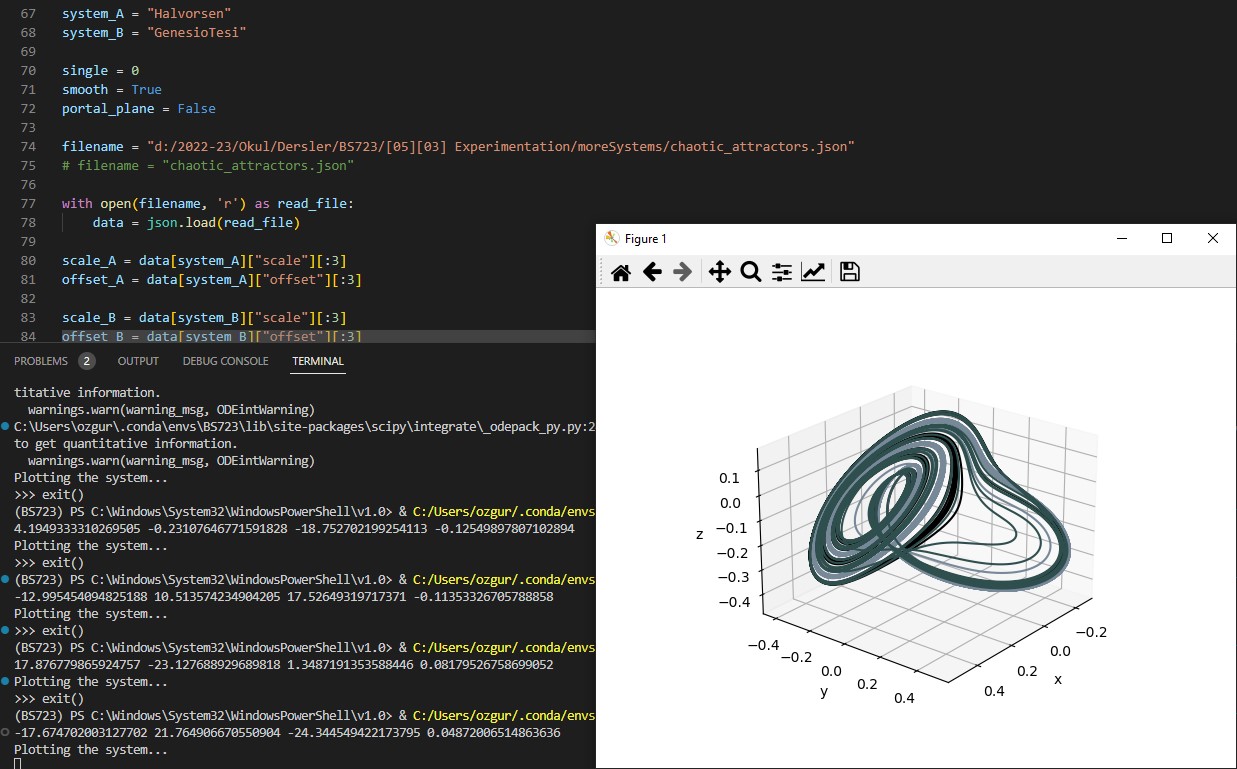 67 system_A = "Halvorsen"
68 system_B = "GenesioTesi"
69
70 single = 0
71 smooth = True
72 portal_plane = False
73
74 filename = "d:/2022-23/Okul/Dersler/BS723/[05][03] Experimentation/moreSystems/chaotic_attractors.json"
75 # filename = "chaotic_attractors.json"
76
77 with open(filename, 'r') as read_file:
78     data = json.load(read_file)
79
80 scale_A = data[system_A]["scale"][:3]
81 offset_A = data[system_A]["offset"][:3]
82
83 scale_B = data[system_B]["scale"][:3]
84 offset_B = data[system_B]["offset"][:3]
PROBLEMS 2 OUTPUT DEBUG CONSOLE TERMINAL
titative information.
  warnings.warn(warning_msg, ODEintWarning)
C:\Users\ozgur\.conda\envs\BS723\lib\site-packages\scipy\integrate\_odepack_py.py:2
to get quantitative information.
  warnings.warn(warning_msg, ODEintWarning)
Plotting the system...
>>> exit()
(BS723) PS C:\Windows\System32\WindowsPowerShell\v1.0> & C:/Users/ozgur/.conda/envs
4.1949333310269505 -0.23107646771591828 -18.752702199254113 -0.12549897807102894
Plotting the system...
>>> exit()
(BS723) PS C:\Windows\System32\WindowsPowerShell\v1.0> & C:/Users/ozgur/.conda/envs
-12.995454094825188 10.513574234904205 17.52649319717371 -0.11353326705788858
Plotting the system...
>>> exit()
(BS723) PS C:\Windows\System32\WindowsPowerShell\v1.0> & C:/Users/ozgur/.conda/envs
17.876779865924757 -23.127688929689818 1.3487191353588446 0.08179526758699052
Plotting the system...
>>> exit()
(BS723) PS C:\Windows\System32\WindowsPowerShell\v1.0> & C:/Users/ozgur/.conda/envs
-17.674702003127702 21.764906670550904 -24.344549422173795 0.04872006514863636
Plotting the system...
Figure 1
0.1
0.0
−0.1
z
−0.2
−0.3
−0.4
−0.4
−0.2
0.0
0.2
0.4
y
−0.2
0.0
0.2
0.4
x